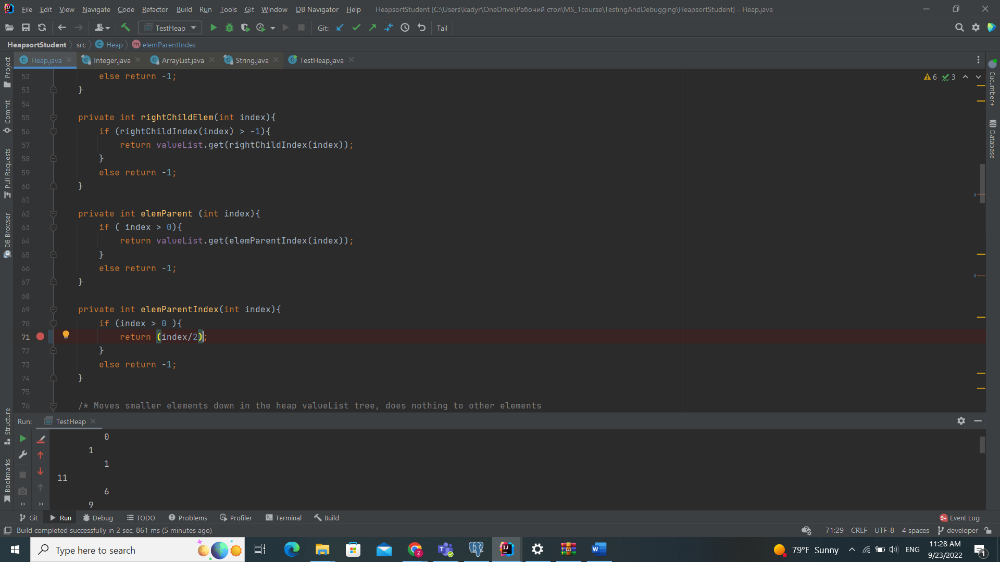 File Edit View Navigate Code Refactor Build Run Tools Git Window DB Navigator Help HeapsortStudent [C:\Users\kadyr\OneDrive\Рабочий стол\MS_1course\TestingAndDebugging\HeapsortStudent] - Heap.java
TestHeap Git: Tail
HeapsortStudent src Heap elemParentIndex
Heap.java Integer.java ArrayList.java String.java TestHeap.java
6 3
52 else return -1;
53 }
54
55 private int rightChildElem(int index){
56 if (rightChildIndex(index) > -1){
57 return valueList.get(rightChildIndex(index));
58 }
59 else return -1;
60 }
61
62 private int elemParent (int index){
63 if ( index > 0){
64 return valueList.get(elemParentIndex(index));
65 }
66 else return -1;
67 }
68
69 private int elemParentIndex(int index){
70 if (index > 0 ){
71 return (index/2);
72 }
73 else return -1;
74 }
75
76 /* Moves smaller elements down in the heap valueList tree, does nothing to other elements
Project
Commit
Pull Requests
DB Browser
Structure
Bookmarks
Cucumber+
Database
Run: TestHeap
0
1
1
11
6
9
Git Run Debug TODO Problems Profiler Terminal Build 9+ Event Log
Build completed successfully in 2 sec, 861 ms (5 minutes ago) 71:29 CRLF UTF-8 4 spaces developer
Type here to search 79°F Sunny ENG 11:28 AM
9/23/2022 1